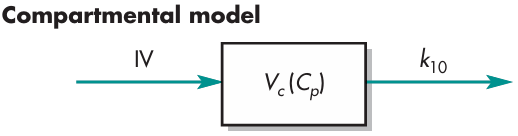 Compartmental model
IV
k10
Vc(Cp)